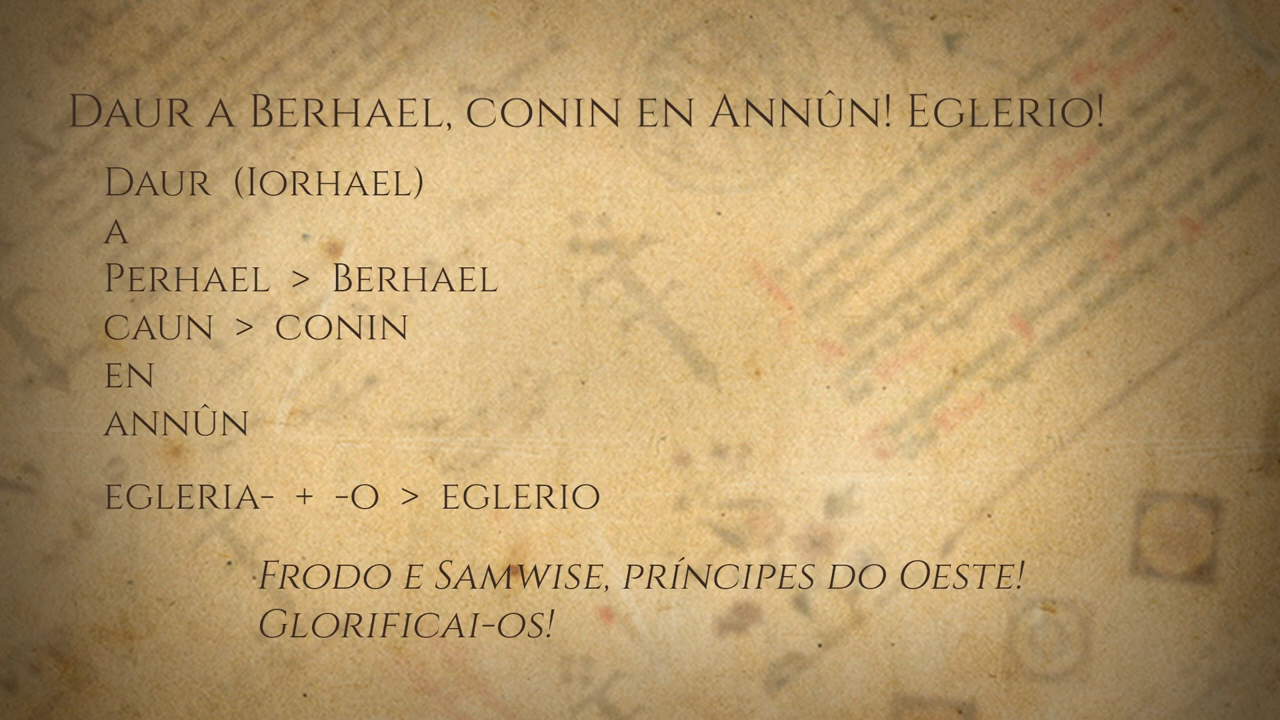 Daur a Berhael, conin en Annûn! Eglerio!
Daur (Iorhael)
a
Perhael > Berhael
caun > conin
en
annûn
egleria- + -o > eglerio
Frodo e Samwise, príncipes do Oeste!
Glorificai-os!